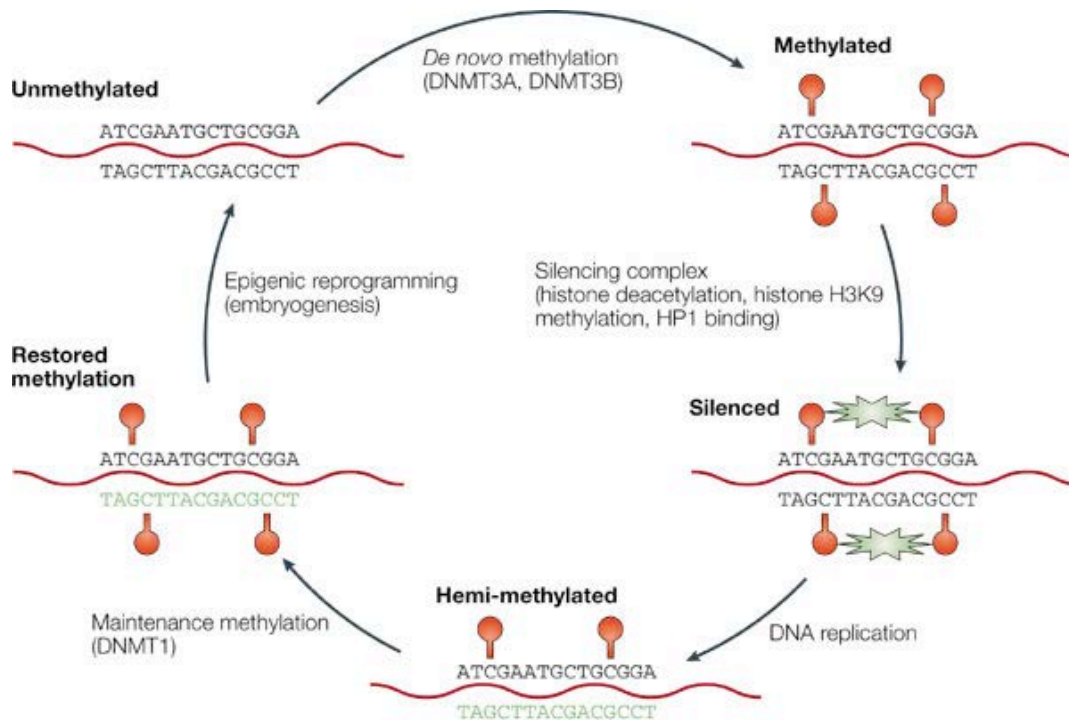 De novo methylation
(DNMT3A, DNMT3B)
Methylated
Unmethylated
ATCGAATGCTGCGGA
TAGCTTACGACGCCT
ATCGAATGCTGCGGA
TAGCTTACGACGCCT
Silencing complex
(histone deacetylation, histone H3K9
methylation, HP1 binding)
Epigenic reprogramming
(embryogenesis)
Restored
methylation
Silenced
ATCGAATGCTGCGGA
TAGCTTACGACGCCT
ATCGAATGCTGCGGA
TAGCTTACGACGCCT
Hemi-methylated
Maintenance methylation
(DNMT1)
DNA replication
ATCGAATGCTGCGGA
TAGCTTACGACGCCT